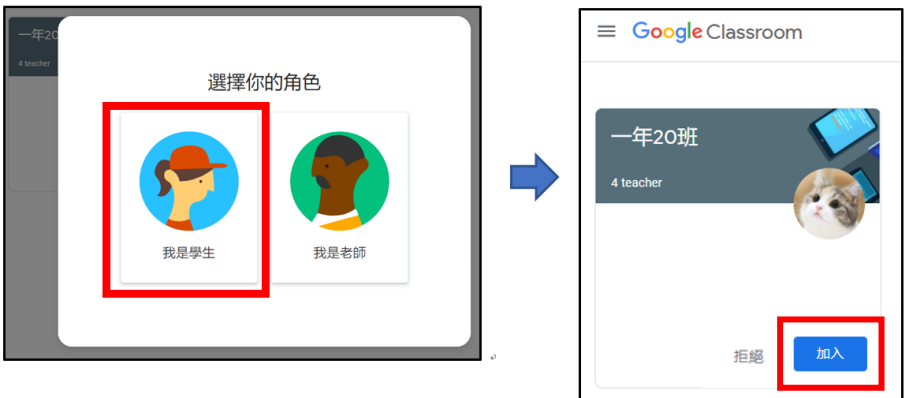 一年20
4 teacher
選擇你的角色
我是學生
我是老師
Google Classroom
一年20班
4 teacher
拒絕
加入